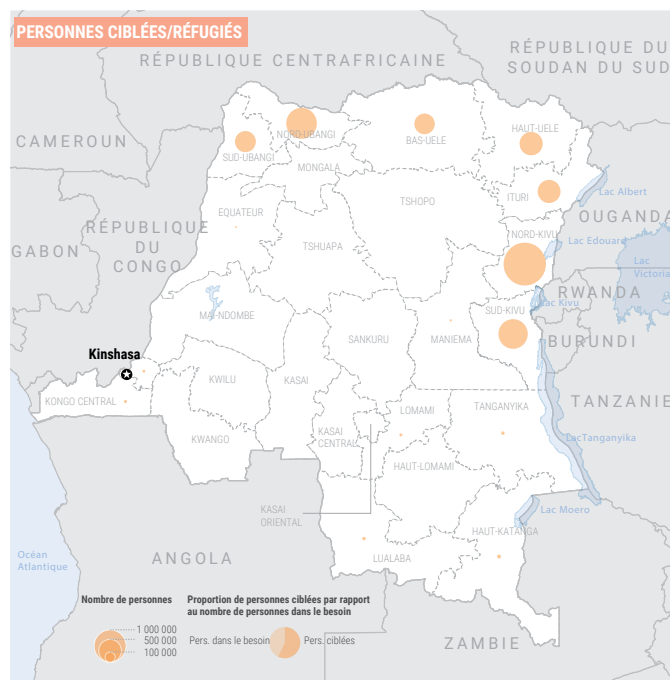 PERSONNES CIBLÉES/RÉFUGIÉS
RÉPUBLIQUE CENTRAFRICAINE
RÉPUBLIQUE DU
SOUDAN DU SUD
CAMEROUN
NORD-UBANGI
SUD-UBANGI
BAS-UELE
HAUT-UELE
MONGALA
ITURI
Lac Albert
TSHOPO
EQUATEUR
OUGANDA
RÉPUBLIQUE
DU
CONGO
GABON
TSHUAPA
NORD-KIVU
Lac Edouard
Lac
Victoria
RWANDA
Lac Kivu
SUD-KIVU
MAI-NDOMBE
BURUNDI
SANKURU
MANIEMA
Kinshasa
KWILU
KASAI
KONGO CENTRAL
LOMAMI
TANGANYIKA
TANZANIE
KWANGO
KASAI
CENTRAL
LacTanganyika
HAUT-LOMAMI
KASAI
ORIENTAL
Lac Moero
HAUT-KATANGA
LUALABA
ANGOLA
Océan
Atlantique
ZAMBIE
Nombre de personnes
1 000 000
500 000
100 000
Proportion de personnes ciblées par rapport
au nombre de personnes dans le besoin
Pers. dans le besoin
Pers. ciblées